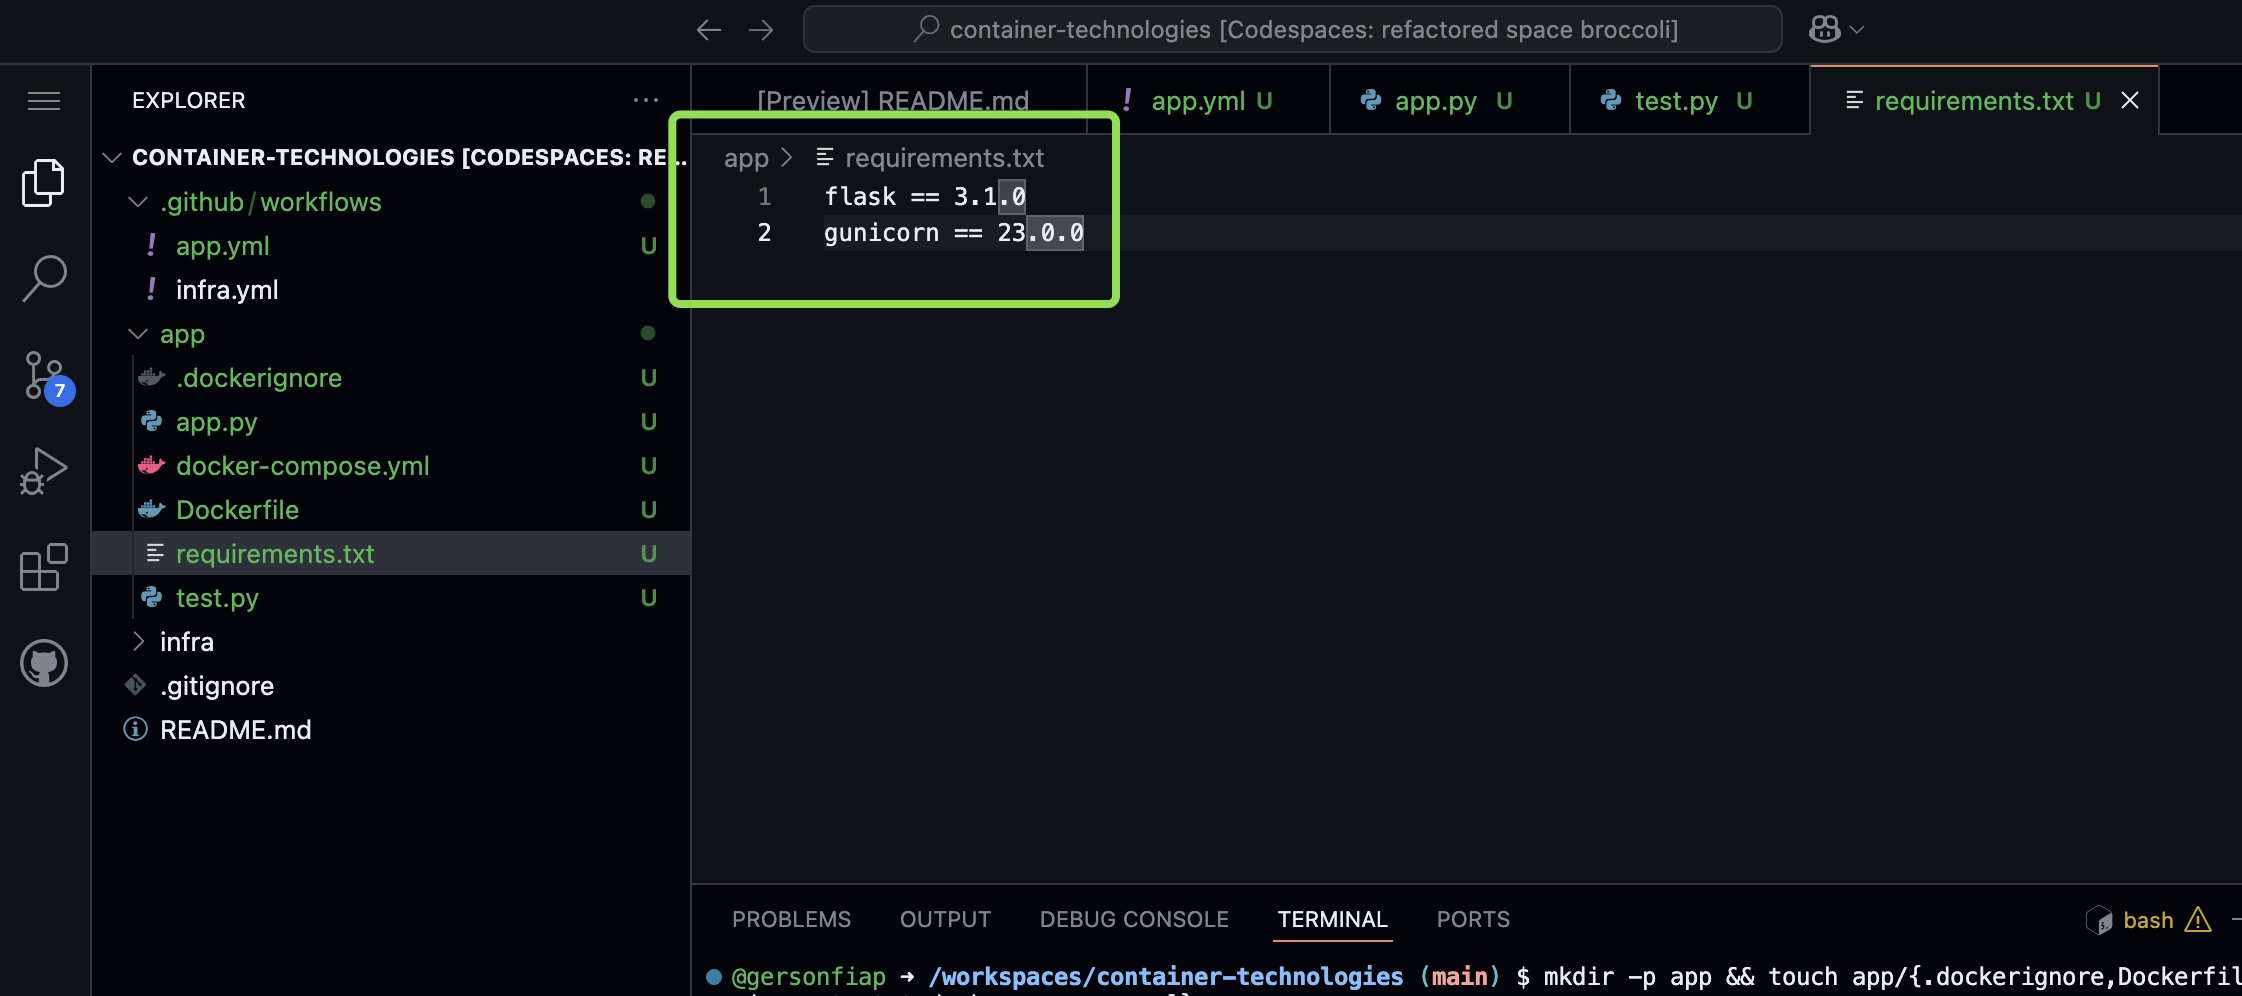 container-technologies [Codespaces: refactored space broccoli]
EXPLORER
CONTAINER-TECHNOLOGIES [CODESPACES: RE...
.github/workflows
app.yml U
infra.yml
app
.dockerignore U
app.py U
docker-compose.yml U
Dockerfile U
requirements.txt U
test.py U
infra
.gitignore
README.md
7
[Preview] README.md
app.yml U
app.py U
test.py U
requirements.txt U
app > requirements.txt
1 flask == 3.1.0
2 gunicorn == 23.0.0
PROBLEMS OUTPUT DEBUG CONSOLE TERMINAL PORTS
bash
@gersonfiap ➜ /workspaces/container-technologies (main) $ mkdir -p app && touch app/{.dockerignore,Dockerfil